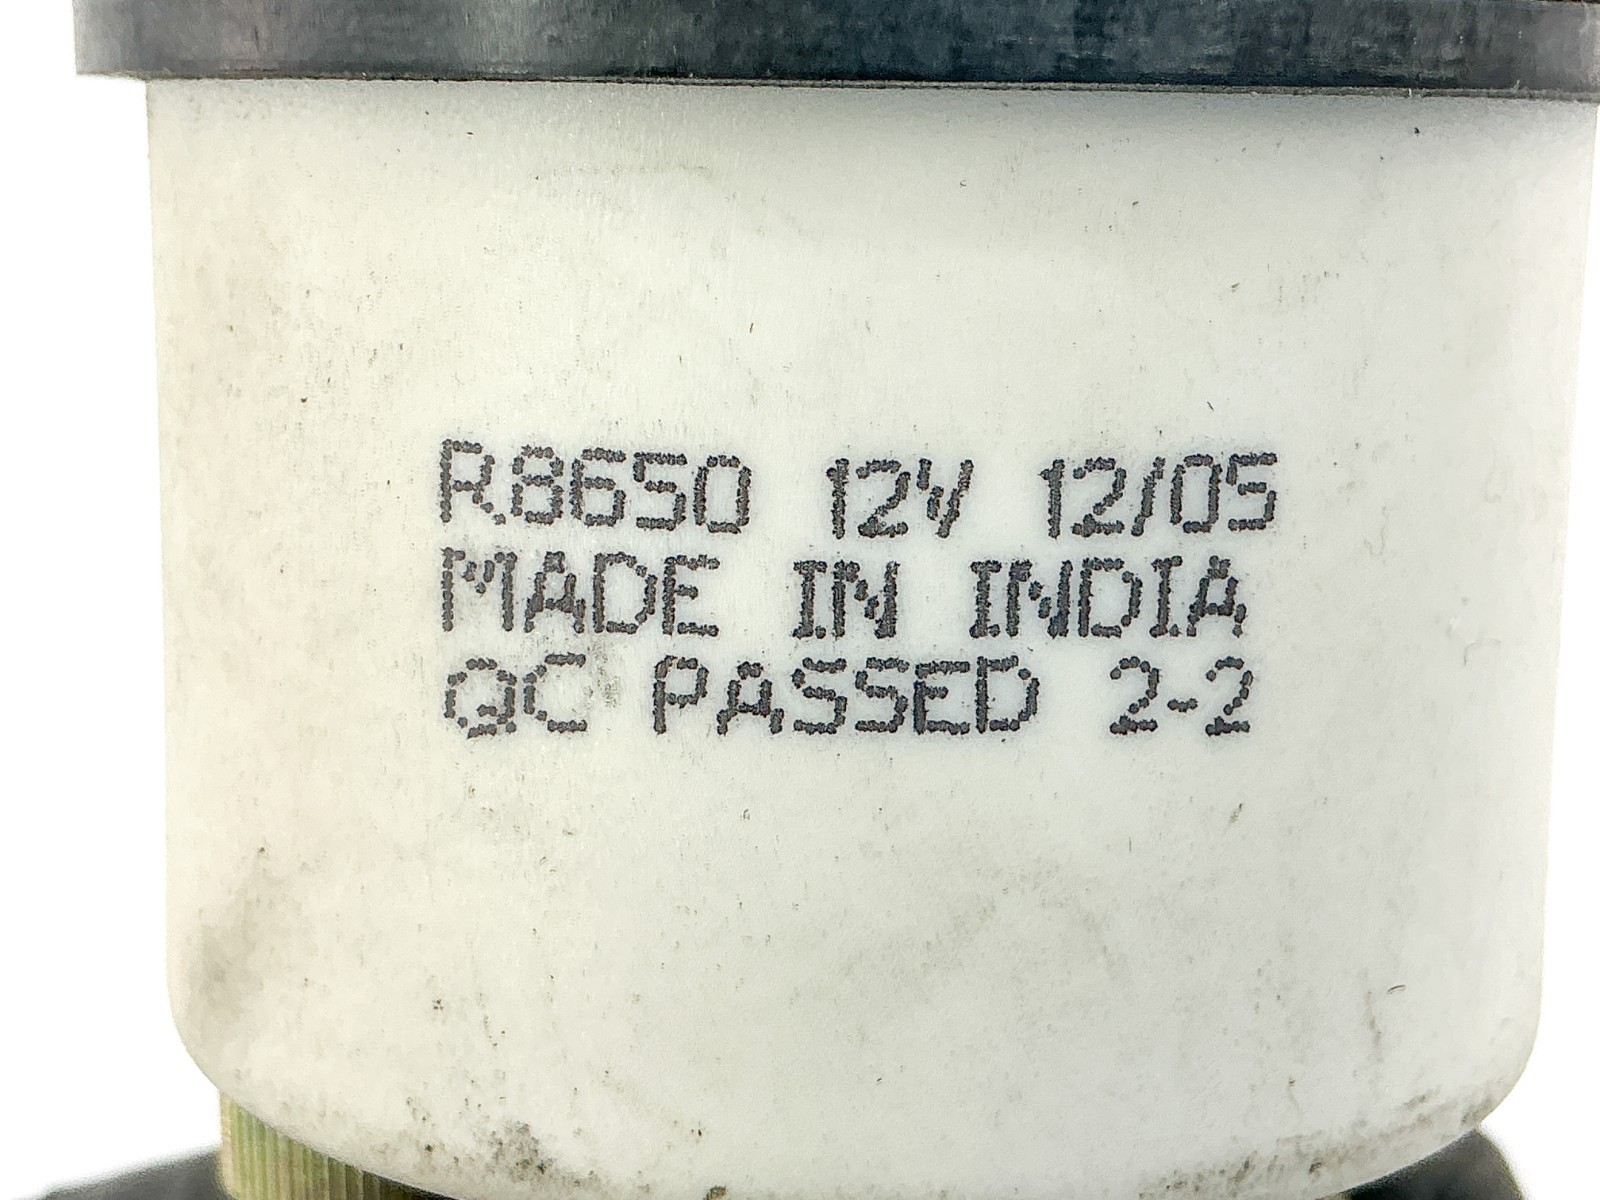 R8650 12V 12/05
MADE IN INDIA
QC PASSED 2-2